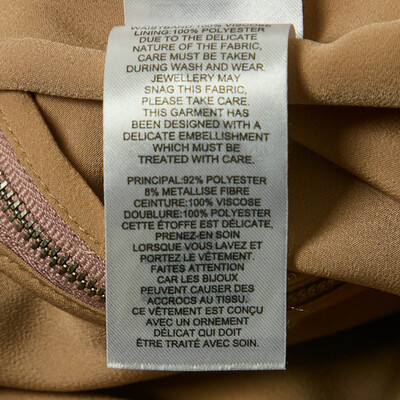 WAISTBAND:100% VISCOSE
LINING:100% POLYESTER
DUE TO THE DELICATE
NATURE OF THE FABRIC,
CARE MUST BE TAKEN
DURING WASH AND WEAR.
JEWELLERY MAY
SNAG THIS FABRIC,
PLEASE TAKE CARE.
THIS GARMENT HAS
BEEN DESIGNED WITH A
DELICATE EMBELLISHMENT
WHICH MUST BE
TREATED WITH CARE.
PRINCIPAL:92% POLYESTER
8% METALLISE FIBRE
CEINTURE:100% VISCOSE
DOUBLURE:100% POLYESTER
CETTE ÉTOFFE EST DÉLICATE,
PRENEZ-EN SOIN
LORSQUE VOUS LAVEZ ET
PORTEZ LE VÊTEMENT.
FAITES ATTENTION
CAR LES BIJOUX
PEUVENT CAUSER DES
ACCROCS AU TISSU.
CE VÊTEMENT EST CONÇU
AVEC UN ORNEMENT
DÉLICAT QUI DOIT
ÊTRE TRAITÉ AVEC SOIN.